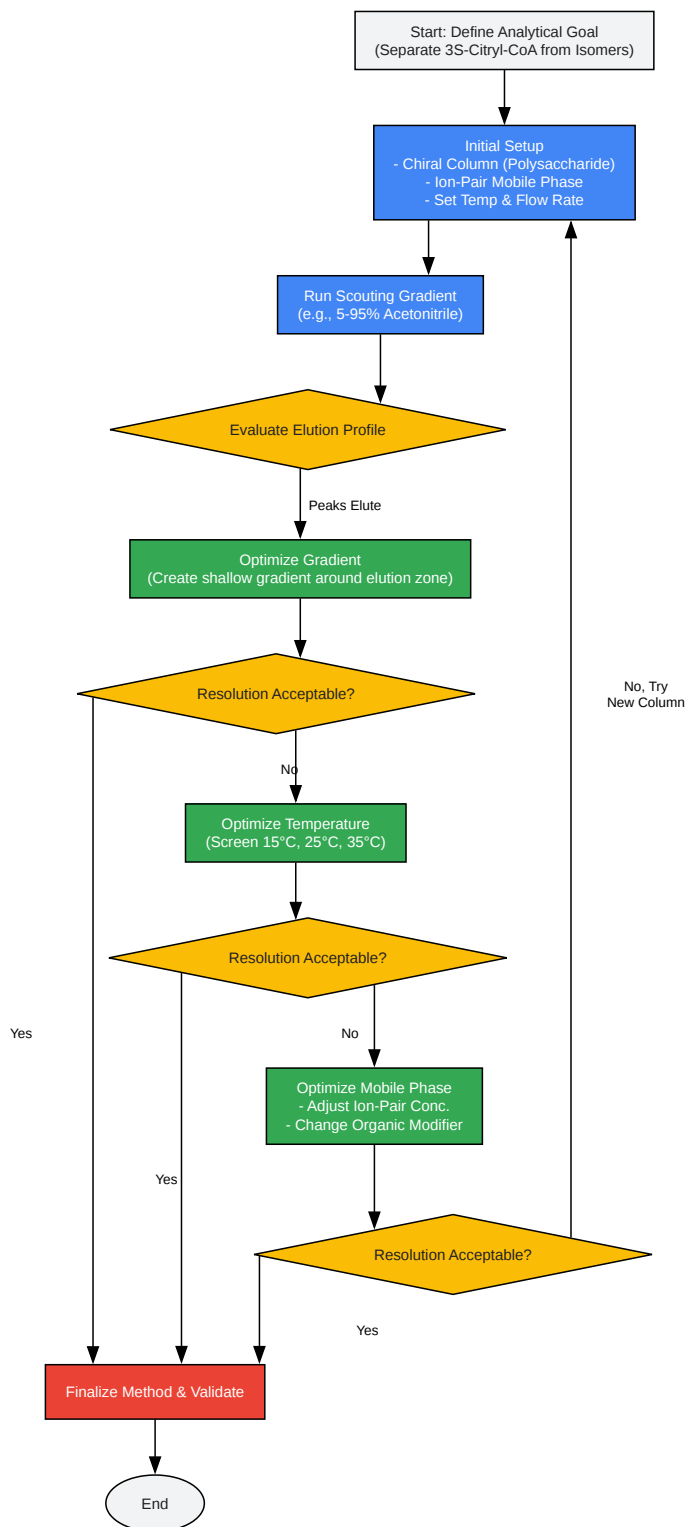 Start: Define Analytical Goal
(Separate 3S-Citryl-CoA from Isomers)
Initial Setup
- Chiral Column (Polysaccharide)
- Ion-Pair Mobile Phase
- Set Temp & Flow Rate
Run Scouting Gradient
(e.g., 5-95% Acetonitrile)
Evaluate Elution Profile
Peaks Elute
Optimize Gradient
(Create shallow gradient around elution zone)
Resolution Acceptable?
No, Try
New Column
No
Optimize Temperature
(Screen 15°C, 25°C, 35°C)
Resolution Acceptable?
Yes
No
Optimize Mobile Phase
- Adjust Ion-Pair Conc.
- Change Organic Modifier
Yes
Resolution Acceptable?
Yes
Finalize Method & Validate
End